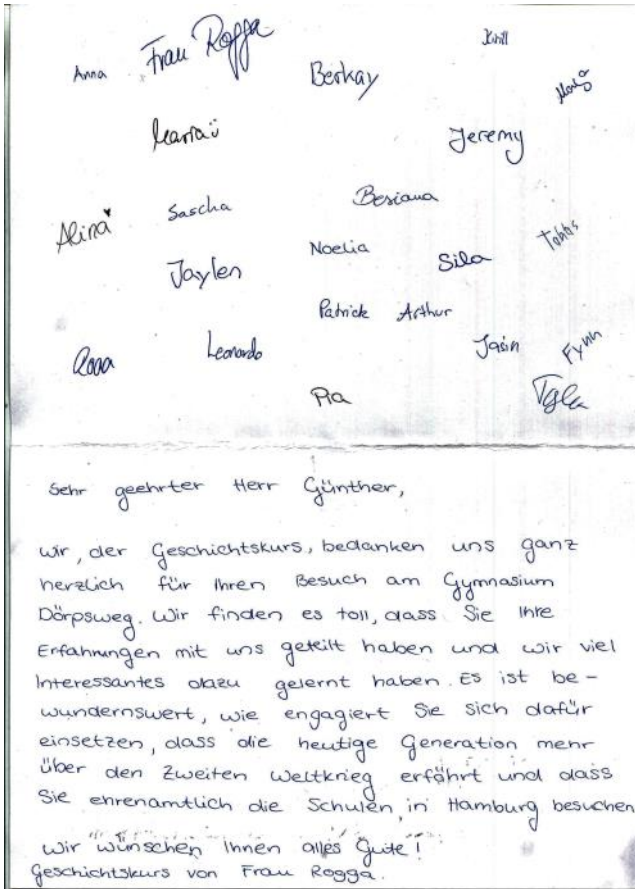 Kirill
Anna Frau Rogga
Berkay
Maria
Jeremy
Sascha Besiana
Alina
Noelia Sila Tobias
Jaylen
Patrick Arthur
Leonardo Jasin Fynn
Pia
Sehr geehrter Herr Günther,
wir, der Geschichtskurs, bedanken uns ganz
herzlich für Ihren Besuch am Gymnasium
Dörpsweg. Wir finden es toll, dass Sie Ihre
Erfahrungen mit uns geteilt haben und wir viel
Interessantes dazu gelernt haben. Es ist be-
wundernswert, wie engagiert Sie sich dafür
einsetzen, dass die heutige Generation mehr
über den Zweiten Weltkrieg erfährt und dass
Sie ehrenamtlich die Schulen in Hamburg besuchen.
Wir wünschen Ihnen alles Gute!
Geschichtskurs von Frau Rogga.